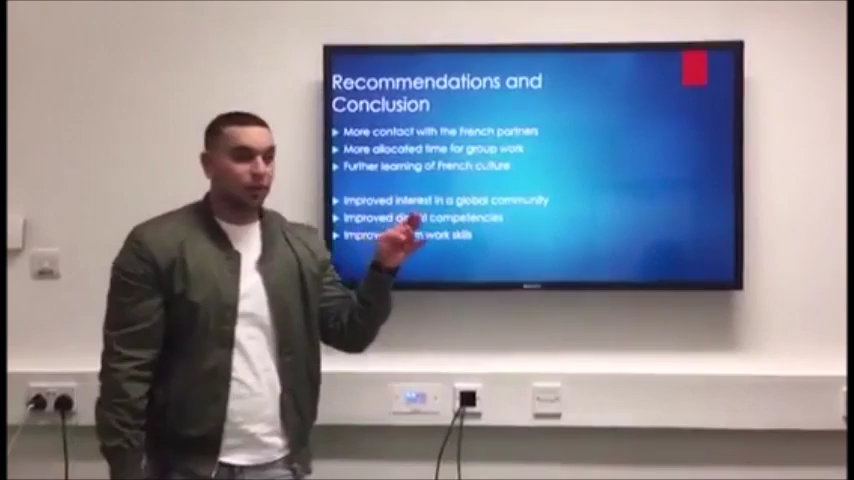 Recommendations and
Conclusion
More contact with the French partners
More allocated time for group work
Further learning of French culture
Improved interest in a global community
Improved competencies
work skills